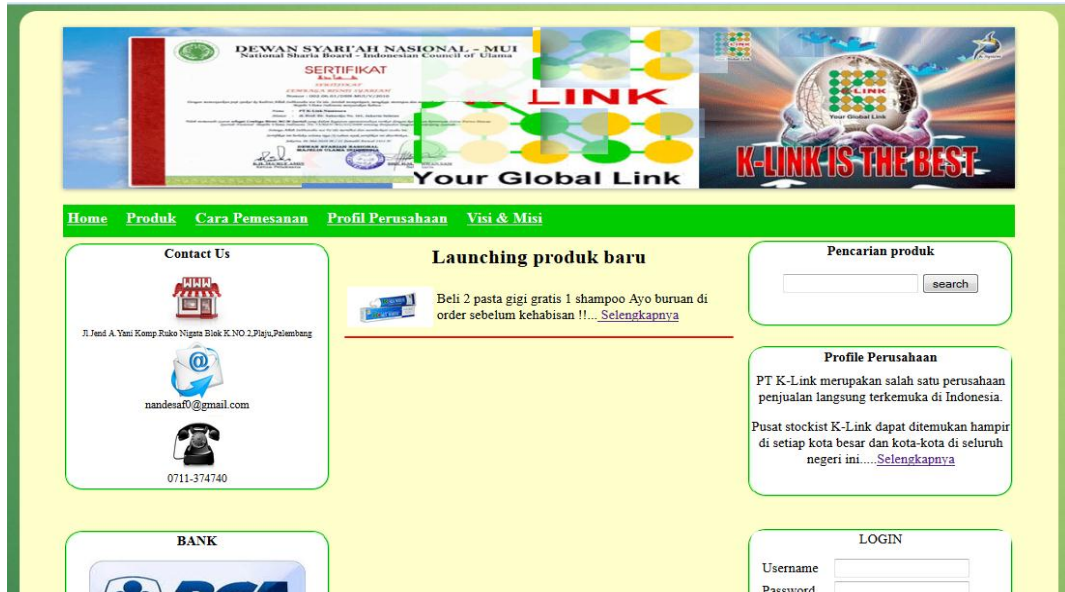 DEWAN SYARI'AH NASIONAL - MUI
National Sharia Board - Indonesian Council of Ulama
SERTIFIKAT
LINK
Your Global Link
K-LINK
Your Global Link
K-LINK IS THE BEST
Home Produk Cara Pemesanan Profil Perusahaan Visi & Misi
Contact Us
Jl.Jend A.Yani Komp.Ruko Nigata Blok K.NO.2,Plaju,Palembang
nandesaf0@gmail.com
0711-374740
BANK
BCA
Launching produk baru
Beli 2 pasta gigi gratis 1 shampoo Ayo buruan di
order sebelum kehabisan !!... Selengkapnya
Pencarian produk
search
Profile Perusahaan
PT K-Link merupakan salah satu perusahaan
penjualan langsung terkemuka di Indonesia.
Pusat stockist K-Link dapat ditemukan hampir
di setiap kota besar dan kota-kota di seluruh
negeri ini.....Selengkapnya
LOGIN
Username
Password